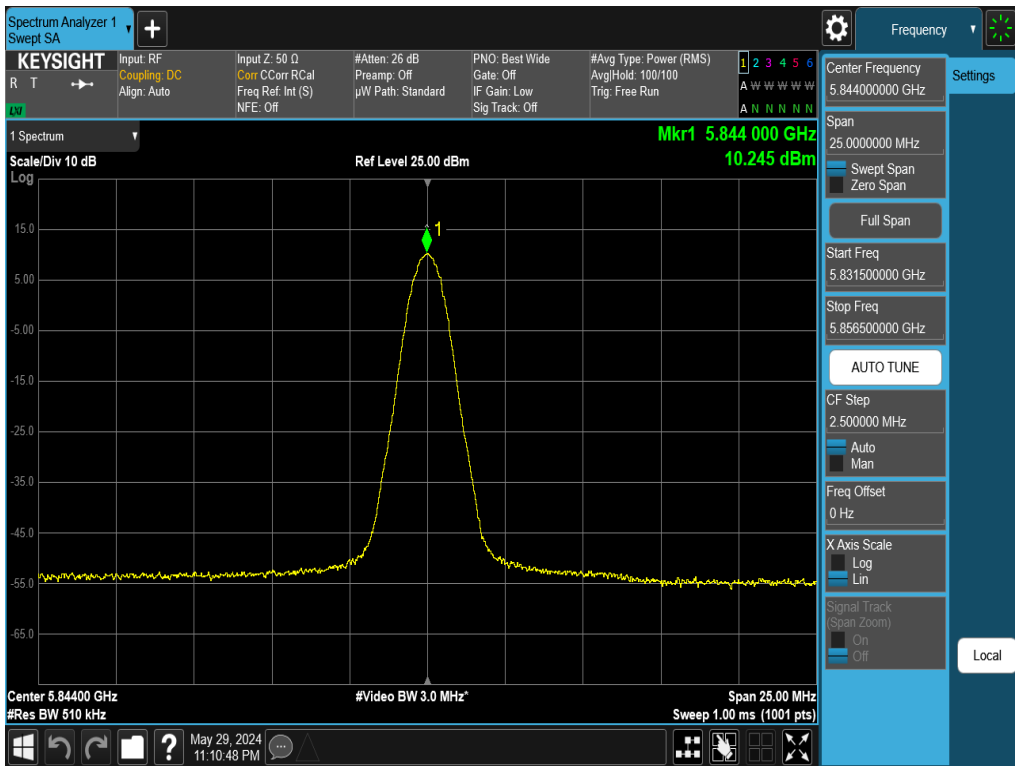 Spectrum Analyzer 1
Swept SA
Frequency
KEYSIGHT
R T
LXI
Input: RF
Coupling: DC
Align: Auto
Input Z: 50 Ω
Corr CCorr RCal
Freq Ref: Int (S)
NFE: Off
#Atten: 26 dB
Preamp: Off
µW Path: Standard
PNO: Best Wide
Gate: Off
IF Gain: Low
Sig Track: Off
#Avg Type: Power (RMS)
Avg|Hold: 100/100
Trig: Free Run
1 2 3 4 5 6
A W W W W W
A N N N N N
1 Spectrum
Scale/Div 10 dB
Log
Ref Level 25.00 dBm
Mkr1 5.844 000 GHz
10.245 dBm
1
15.0
5.00
-5.00
-15.0
-25.0
-35.0
-45.0
-55.0
-65.0
Center 5.84400 GHz
#Res BW 510 kHz
#Video BW 3.0 MHz*
Span 25.00 MHz
Sweep 1.00 ms (1001 pts)
May 29, 2024
11:10:48 PM
Center Frequency
5.844000000 GHz
Span
25.0000000 MHz
Swept Span
Zero Span
Full Span
Start Freq
5.831500000 GHz
Stop Freq
5.856500000 GHz
AUTO TUNE
CF Step
2.500000 MHz
Auto
Man
Freq Offset
0 Hz
X Axis Scale
Log
Lin
Signal Track
(Span Zoom)
On
Off
Settings
Local